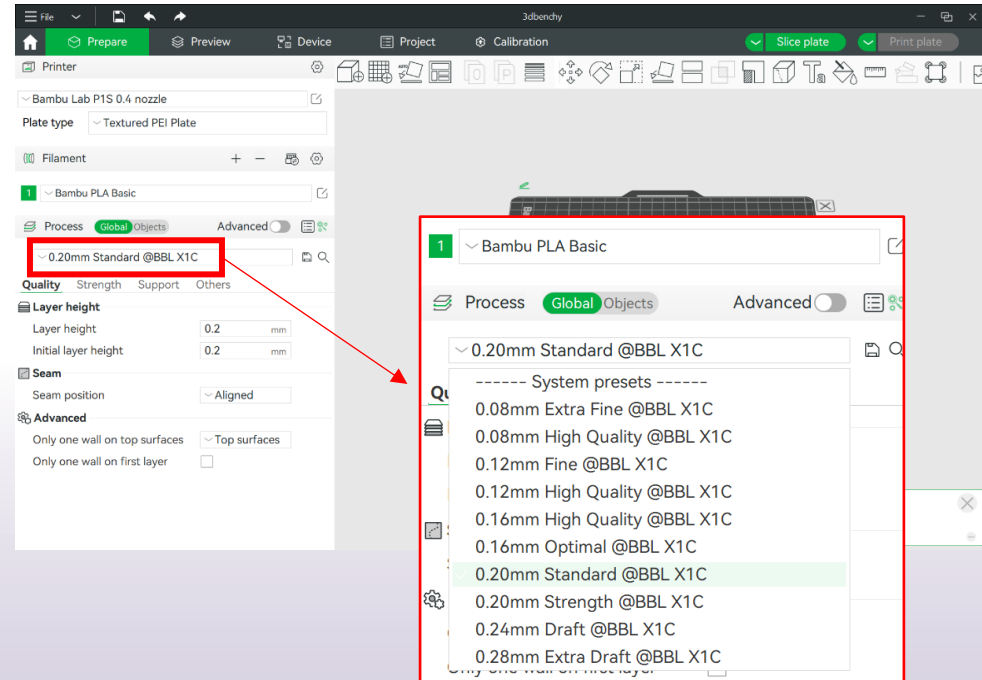 File
3dbenchy
Prepare
Preview
Device
Project
Calibration
Slice plate
Print plate
Printer
Bambu Lab P1S 0.4 nozzle
Plate type
Textured PEI Plate
Filament
1
Bambu PLA Basic
Process
Global
Objects
Advanced
0.20mm Standard @BBL X1C
Quality
Strength
Support
Others
Layer height
Layer height
0.2
mm
Initial layer height
0.2
mm
Seam
Seam position
Aligned
Advanced
Only one wall on top surfaces
Top surfaces
Only one wall on first layer
1
Bambu PLA Basic
Process
Global
Objects
Advanced
0.20mm Standard @BBL X1C
------ System presets ------
0.08mm Extra Fine @BBL X1C
0.08mm High Quality @BBL X1C
0.12mm Fine @BBL X1C
0.12mm High Quality @BBL X1C
0.16mm High Quality @BBL X1C
0.16mm Optimal @BBL X1C
0.20mm Standard @BBL X1C
0.20mm Strength @BBL X1C
0.24mm Draft @BBL X1C
0.28mm Extra Draft @BBL X1C